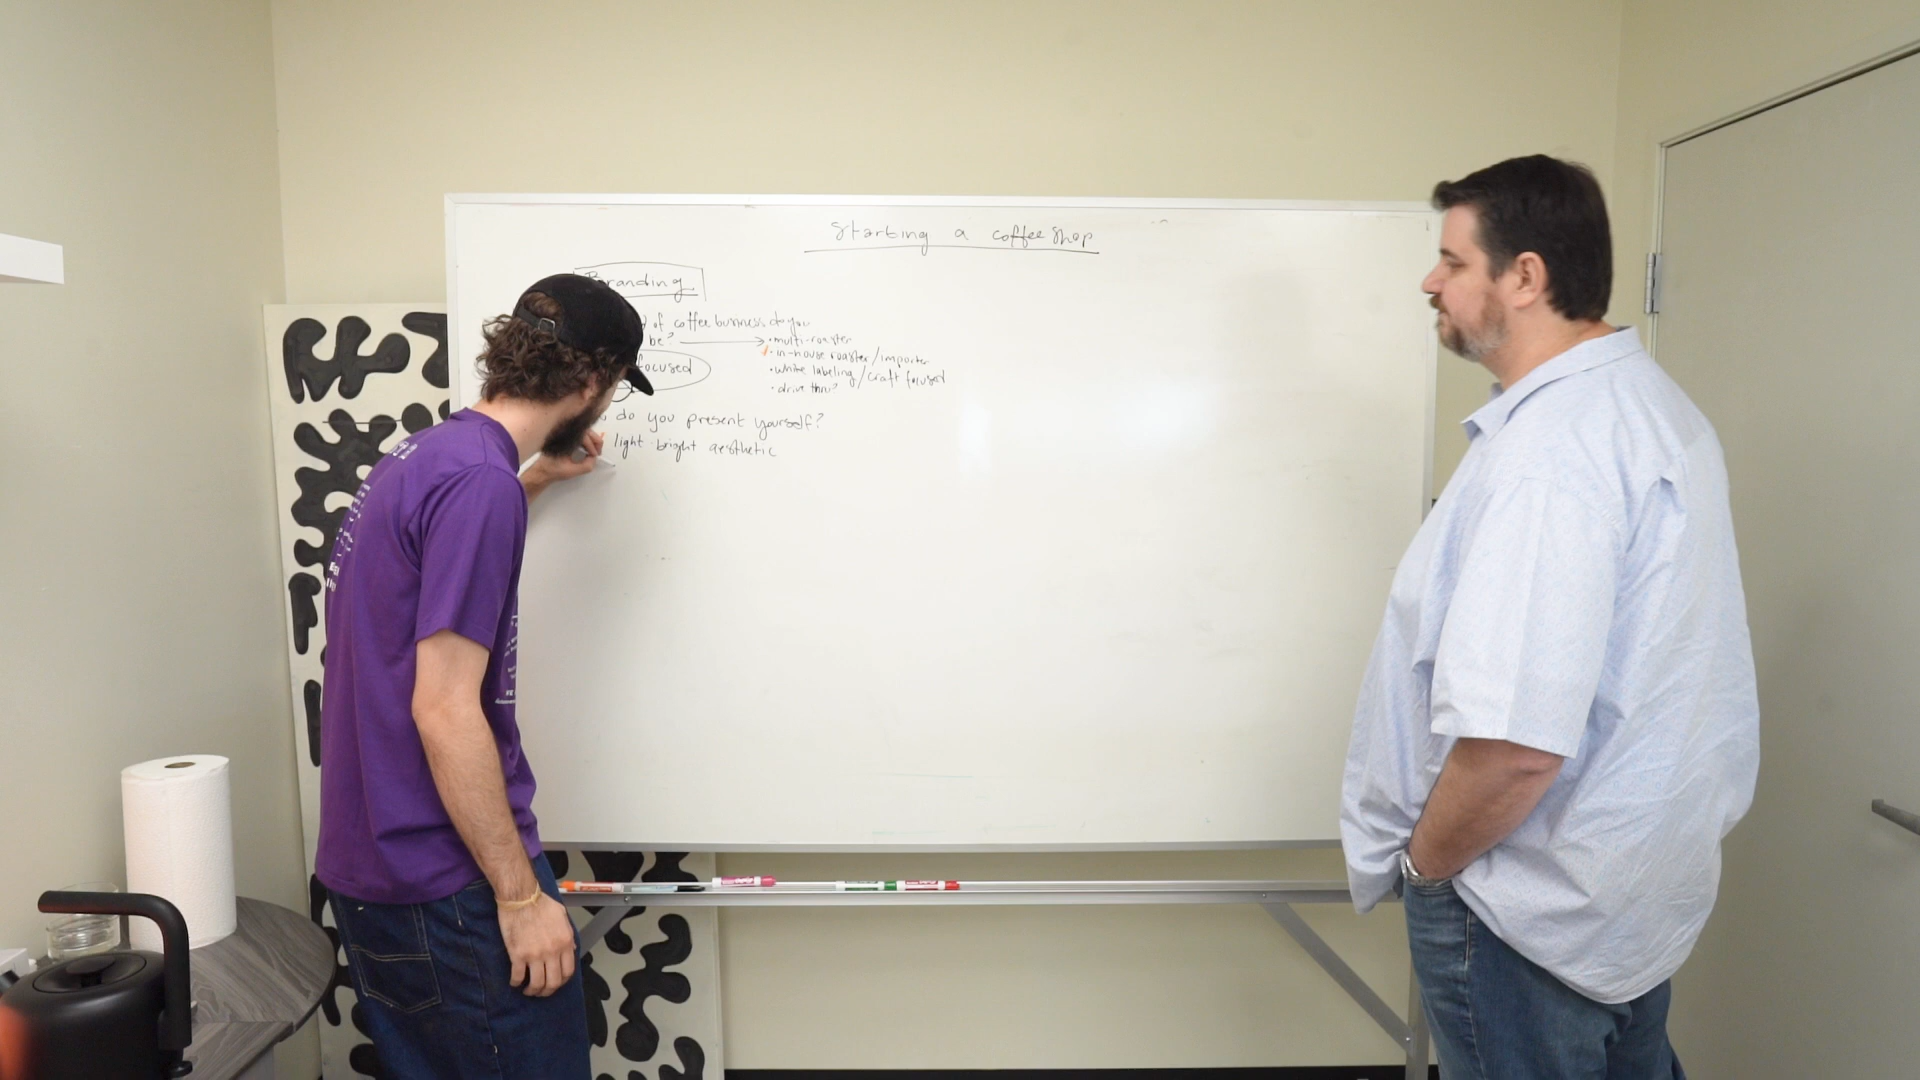 Starting a coffee shop
Branding
of coffee business do you
be?
• multi-roaster
• in-house roaster/importer
focused
• white labeling/craft focused
• drive thru?
do you present yourself?
light bright aesthetic